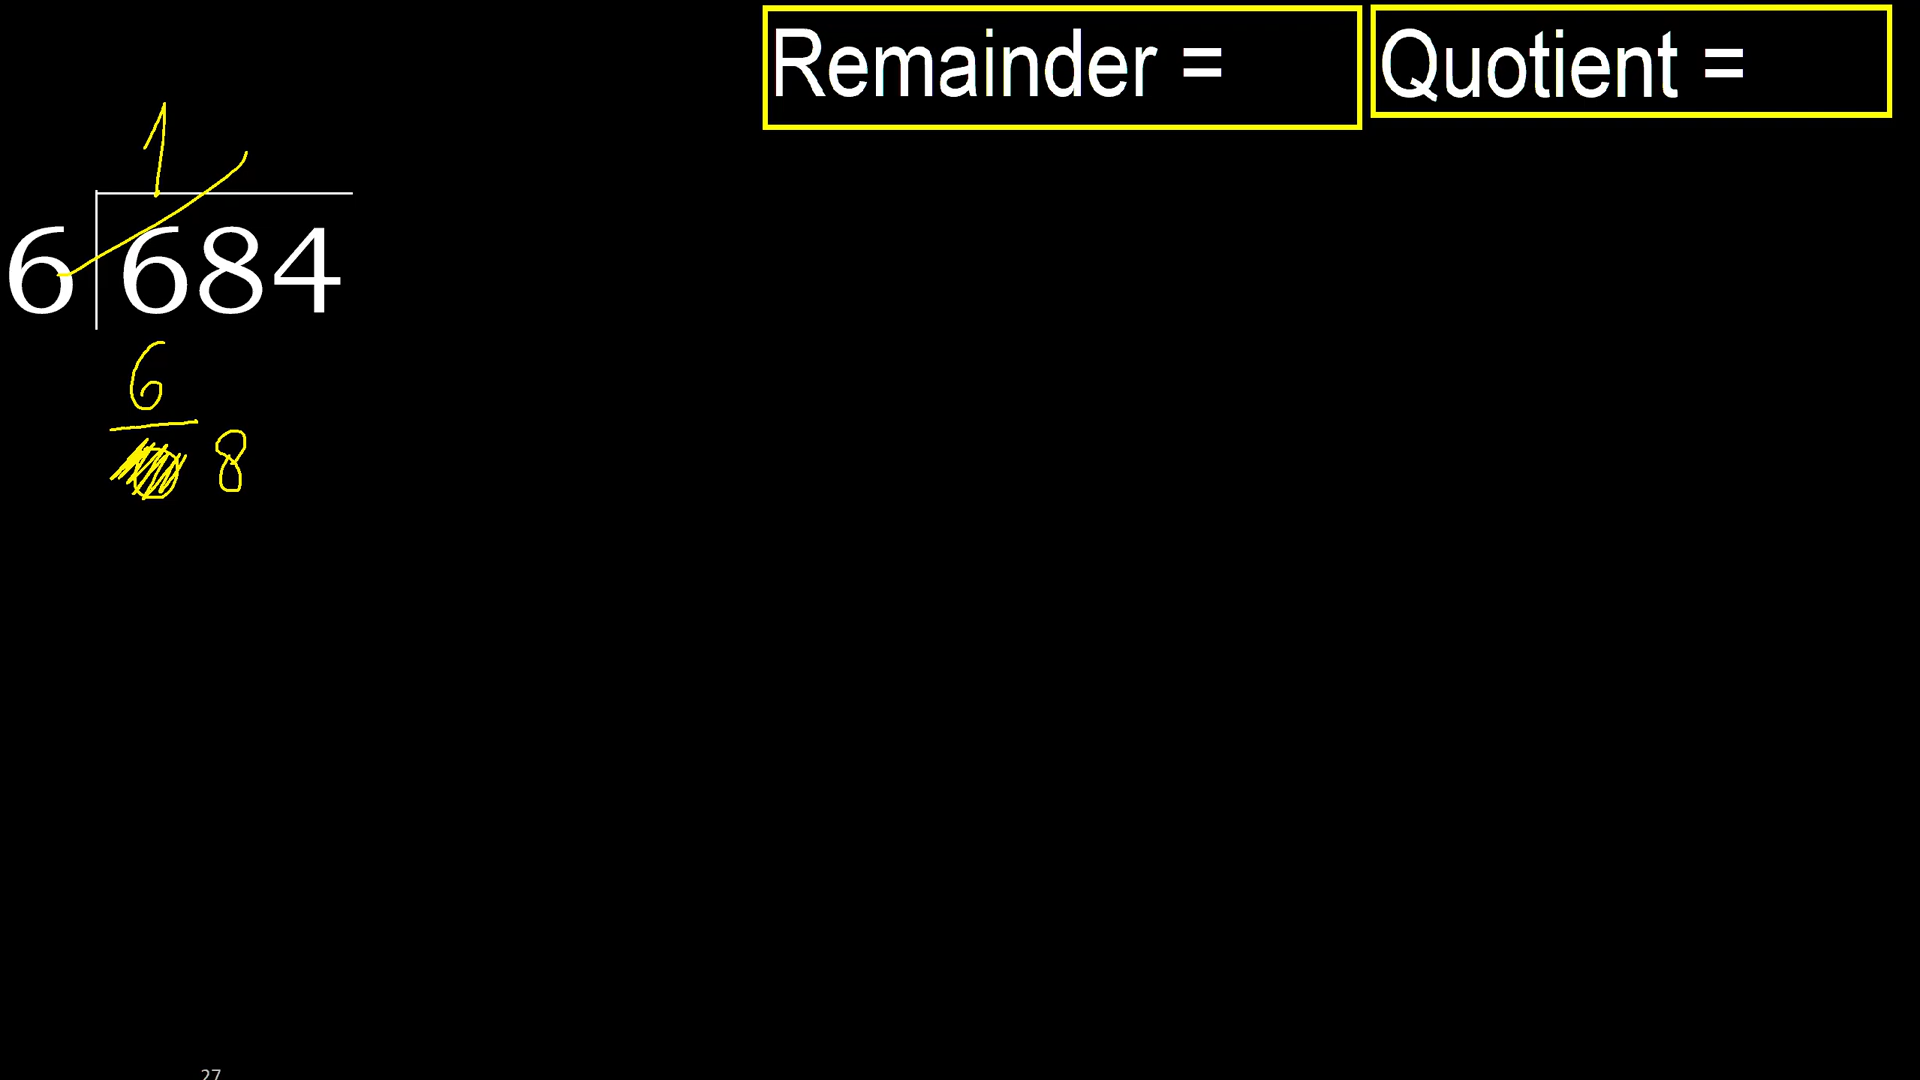 Remainder =
Quotient =
1
6 684
6
8
27